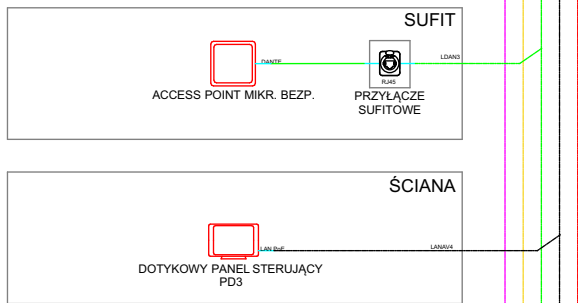 SUFIT
DANTE
LDAN3
RJ45
ACCESS POINT MIKR. BEZP.
PRZYŁĄCZE
SUFITOWE
ŚCIANA
LAN PoE
LANAV4
DOTYKOWY PANEL STERUJĄCY
PD3